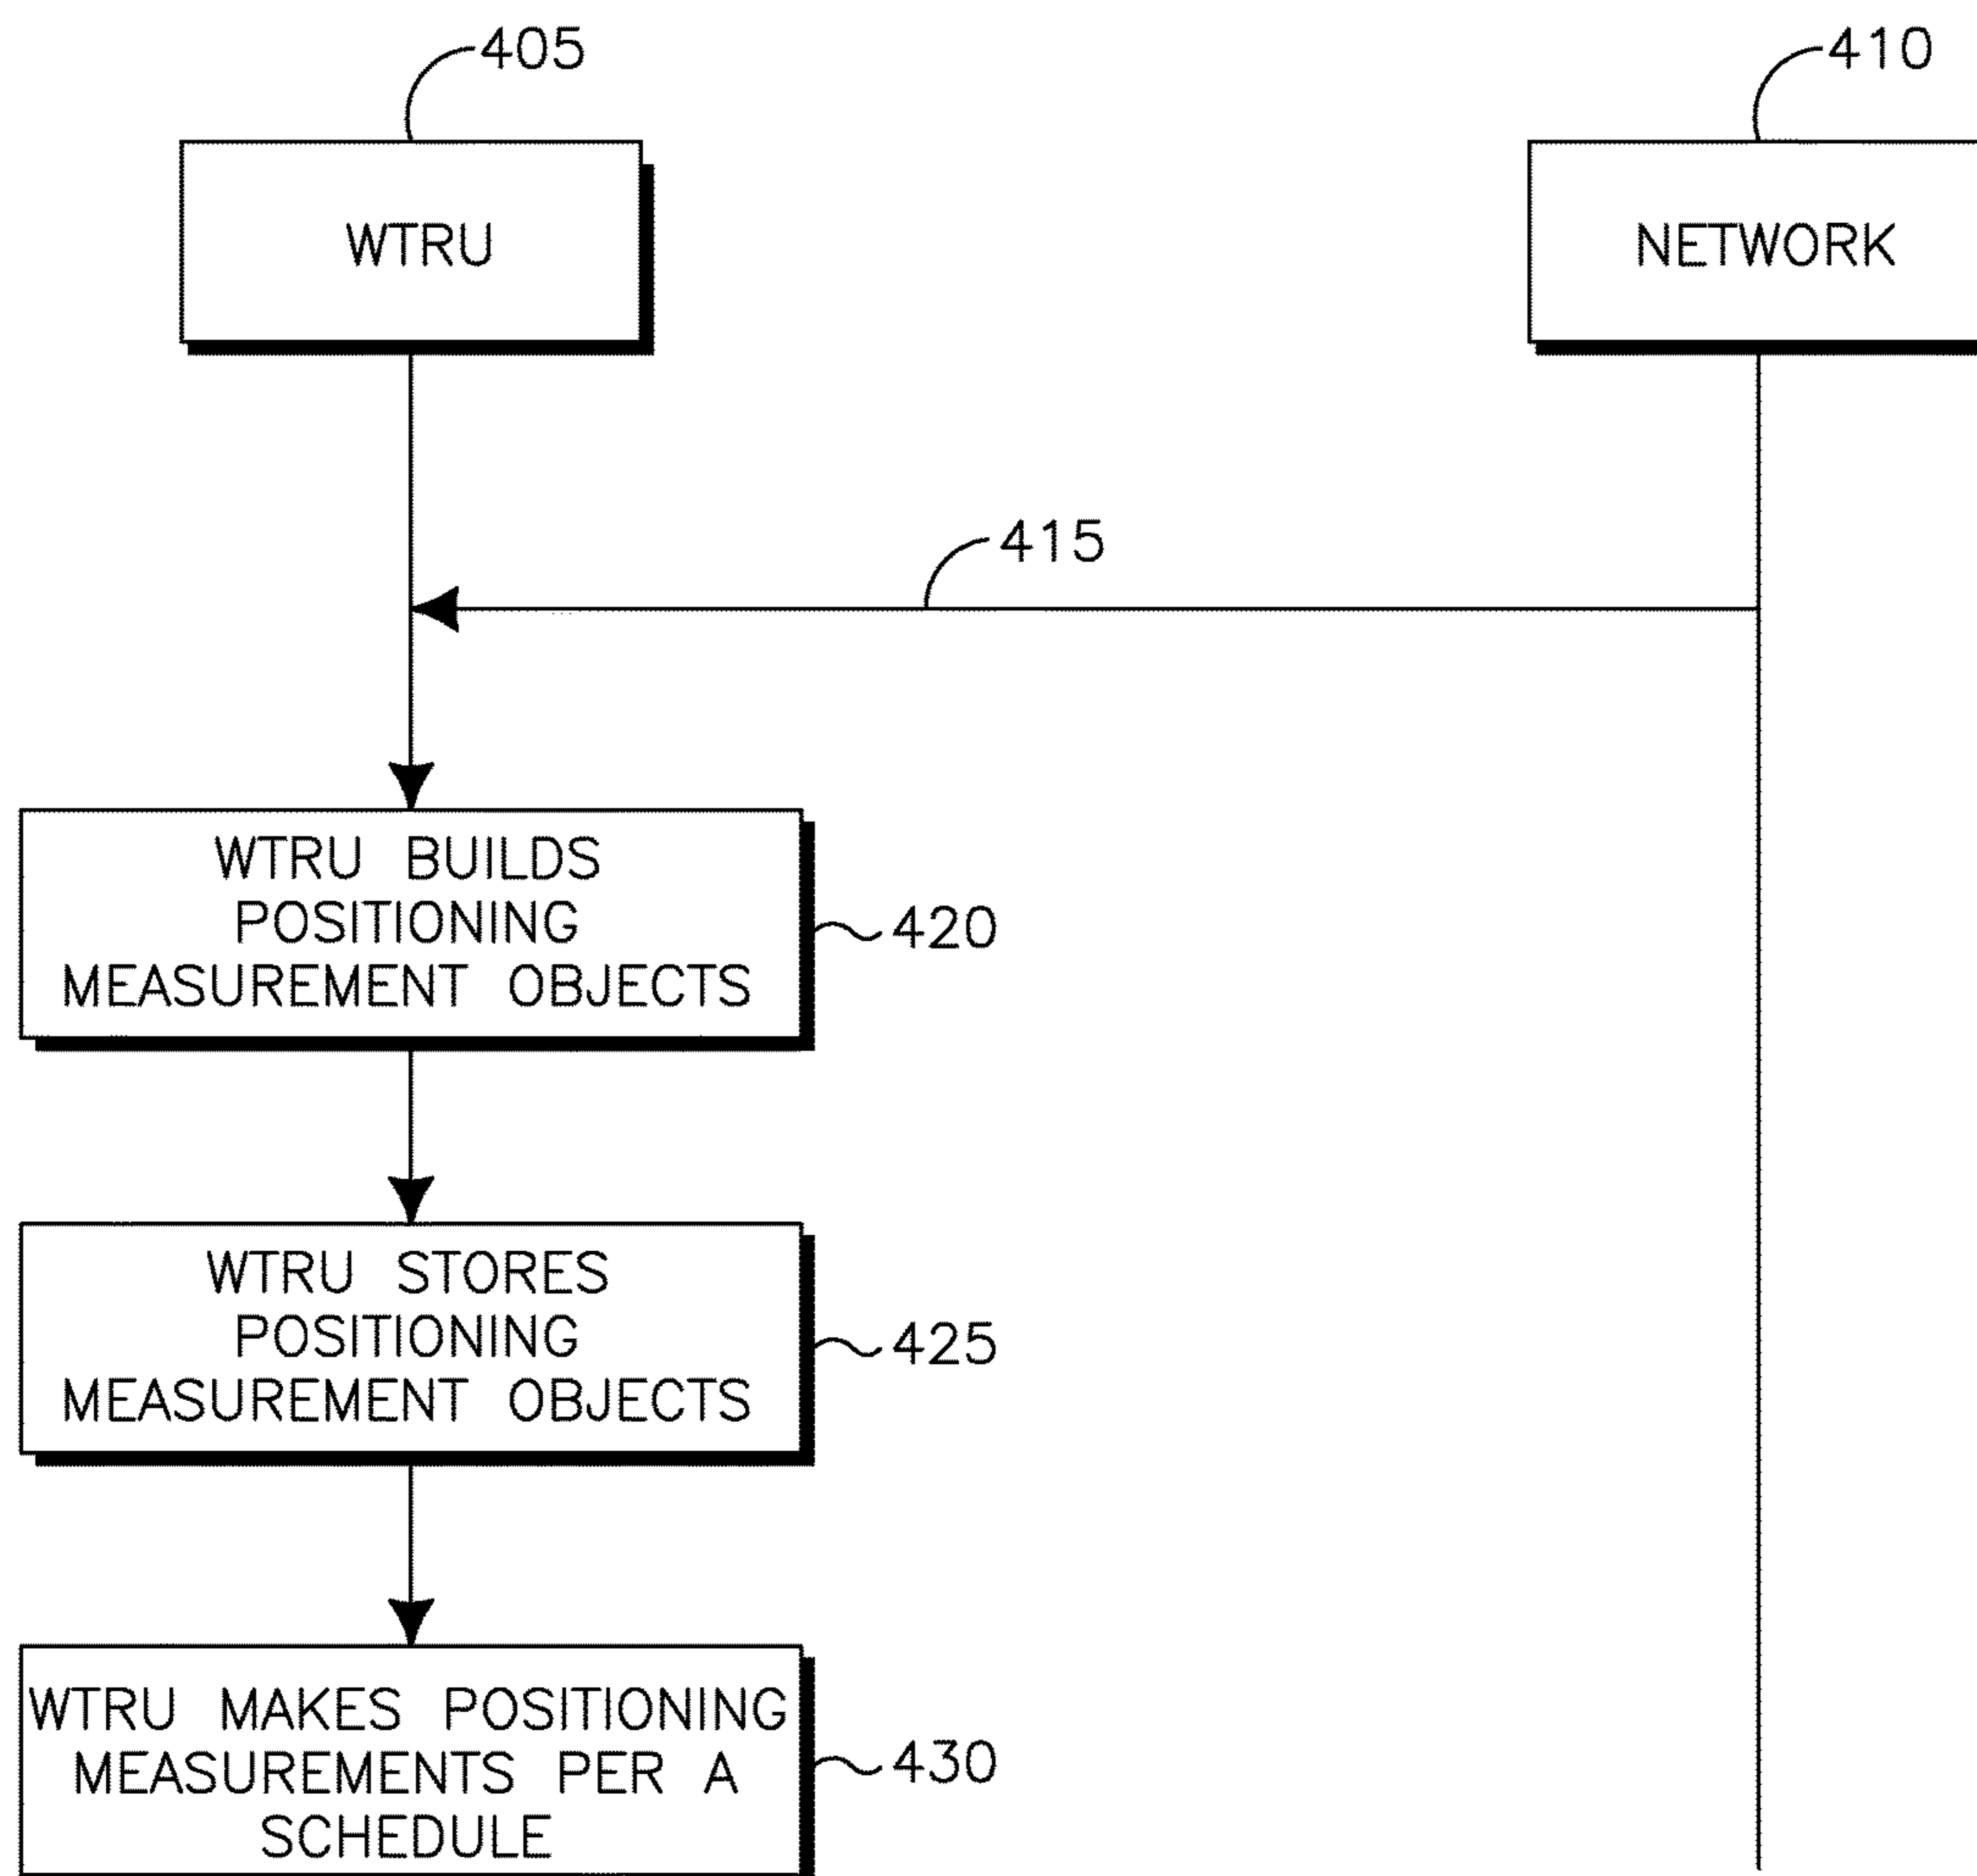 405
410
WTRU
NETWORK
415
WTRU BUILDS
POSITIONING
MEASUREMENT OBJECTS
420
WTRU STORES
POSITIONING
MEASUREMENT OBJECTS
425
WTRU MAKES POSITIONING
MEASUREMENTS PER A
SCHEDULE
430